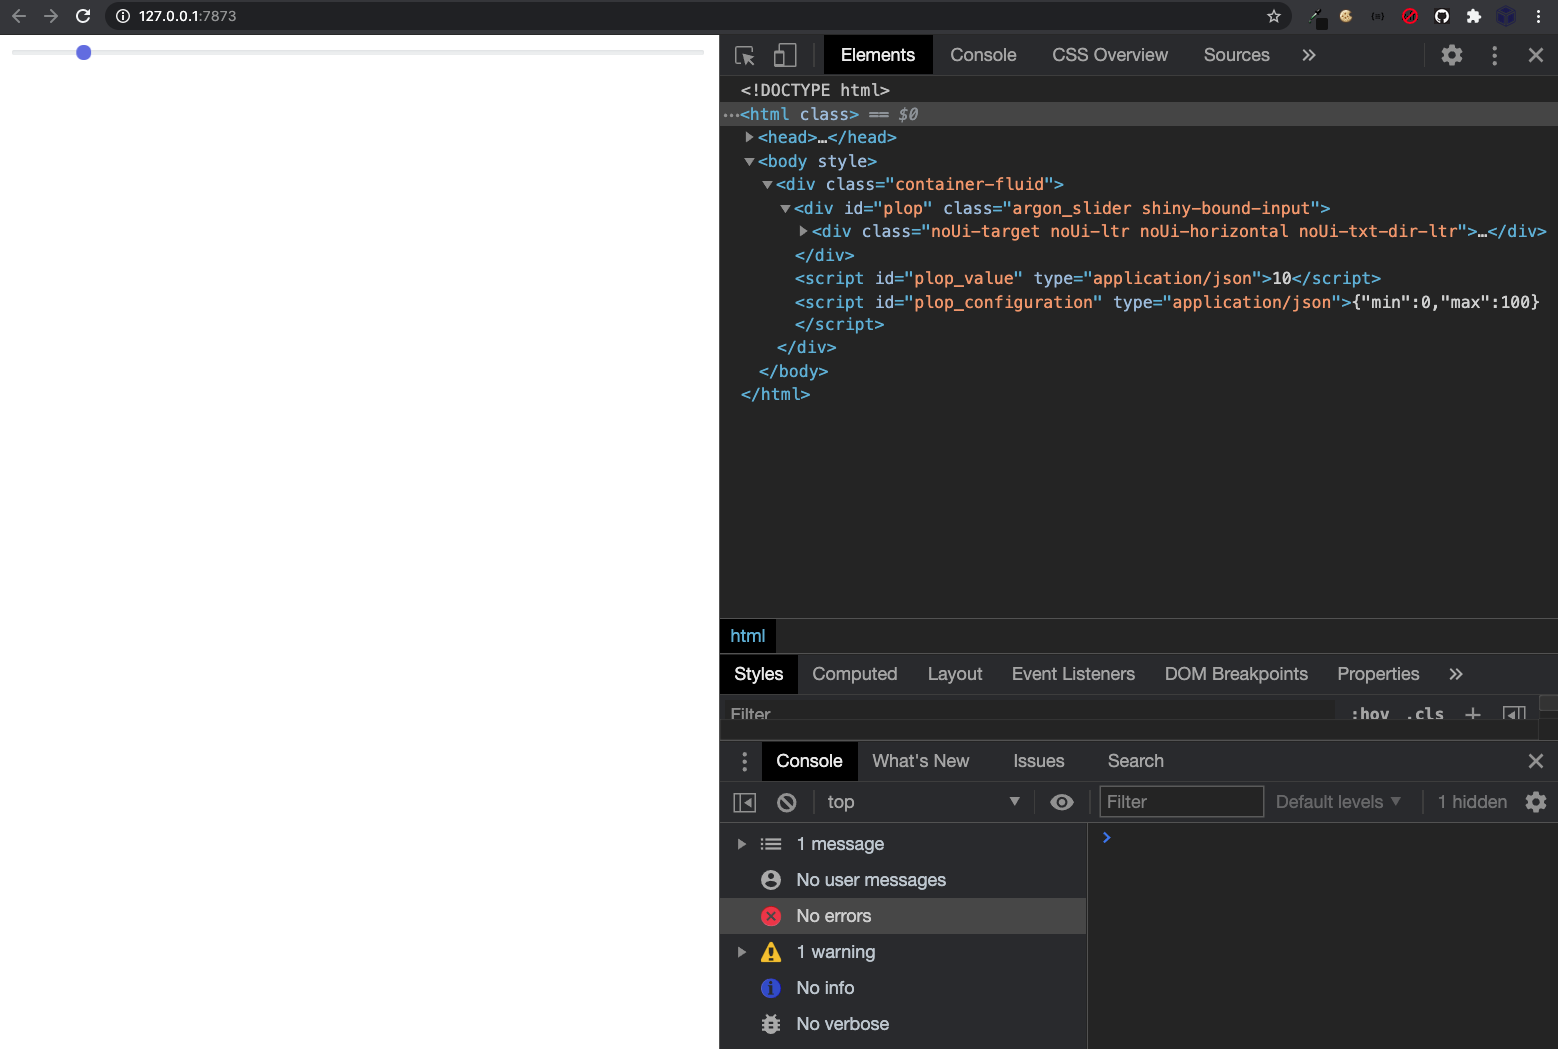 127.0.0.1:7873
Elements Console CSS Overview Sources »
<!DOCTYPE html>
…<html class> == $0
<head>…</head>
<body style>
<div class="container-fluid">
<div id="plop" class="argon_slider shiny-bound-input">
<div class="noUi-target noUi-ltr noUi-horizontal noUi-txt-dir-ltr">…</div>
</div>
<script id="plop_value" type="application/json">10</script>
<script id="plop_configuration" type="application/json">{"min":0,"max":100}
</script>
</div>
</body>
</html>
html
Styles Computed Layout Event Listeners DOM Breakpoints Properties »
Filter :hov .cls +
Console What's New Issues Search
top Filter Default levels 1 hidden
1 message
No user messages
No errors
1 warning
No info
No verbose